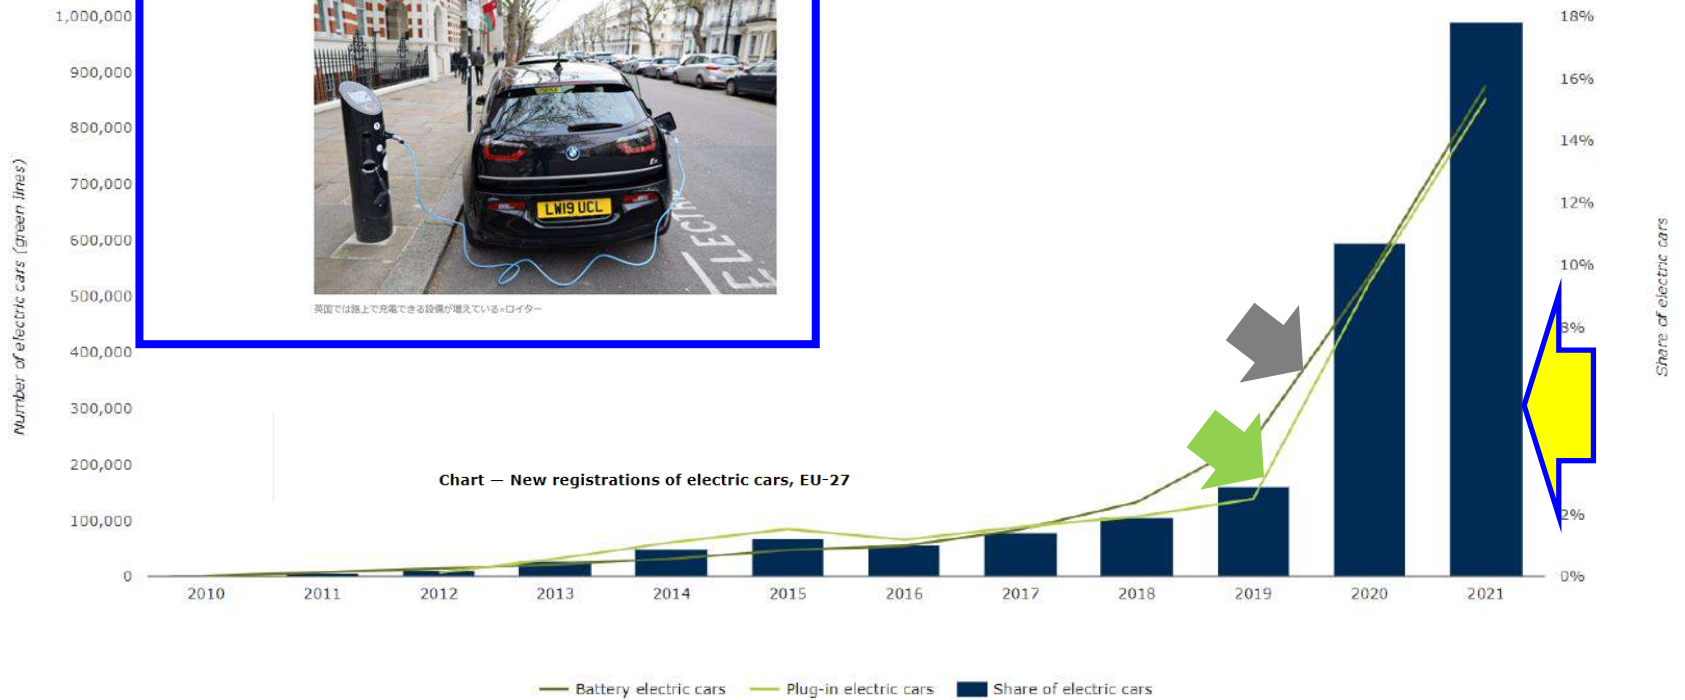 1,000,000
900,000
800,000
700,000
600,000
500,000
400,000
300,000
200,000
100,000
0
Number of electric cars (green lines)
LW19 UCL
ELECTRI
英国では路上で充電できる設備が増えている=ロイター
Chart — New registrations of electric cars, EU-27
18%
16%
14%
12%
10%
8%
2%
0%
Share of electric cars
2010 2011 2012 2013 2014 2015 2016 2017 2018 2019 2020 2021
Battery electric cars Plug-in electric cars Share of electric cars